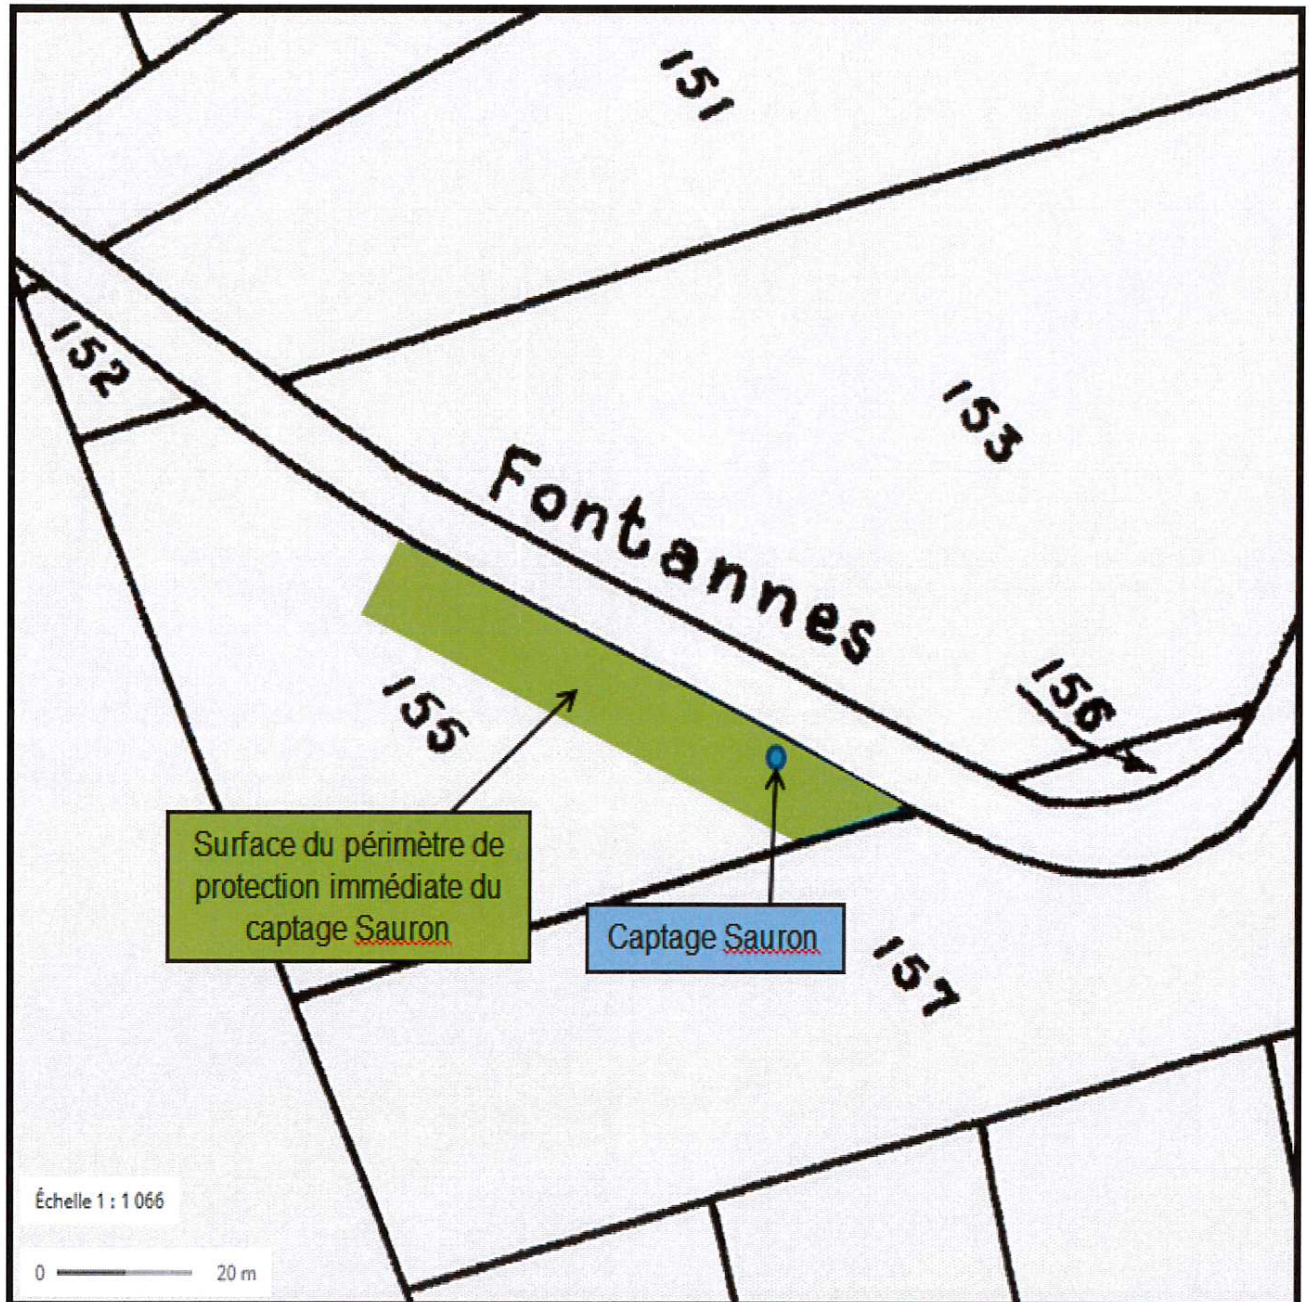 151
152
153
Fontannes
156
155
Surface du périmètre de
protection immédiate du
captage Sauron
Captage Sauron
157
Échelle 1 : 1 066
0 20 m